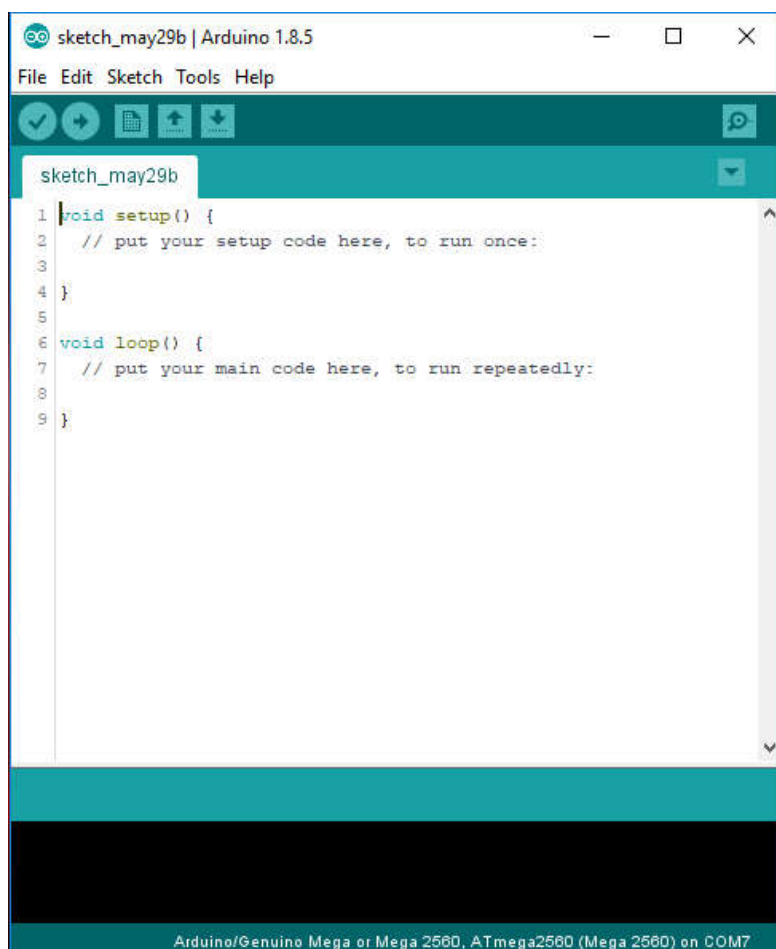 sketch_may29b | Arduino 1.8.5
File Edit Sketch Tools Help
sketch_may29b
1 void setup() {
2 // put your setup code here, to run once:
3
4 }
5
6 void loop() {
7 // put your main code here, to run repeatedly:
8
9 }
Arduino/Genuino Mega or Mega 2560, ATmega2560 (Mega 2560) on COM7